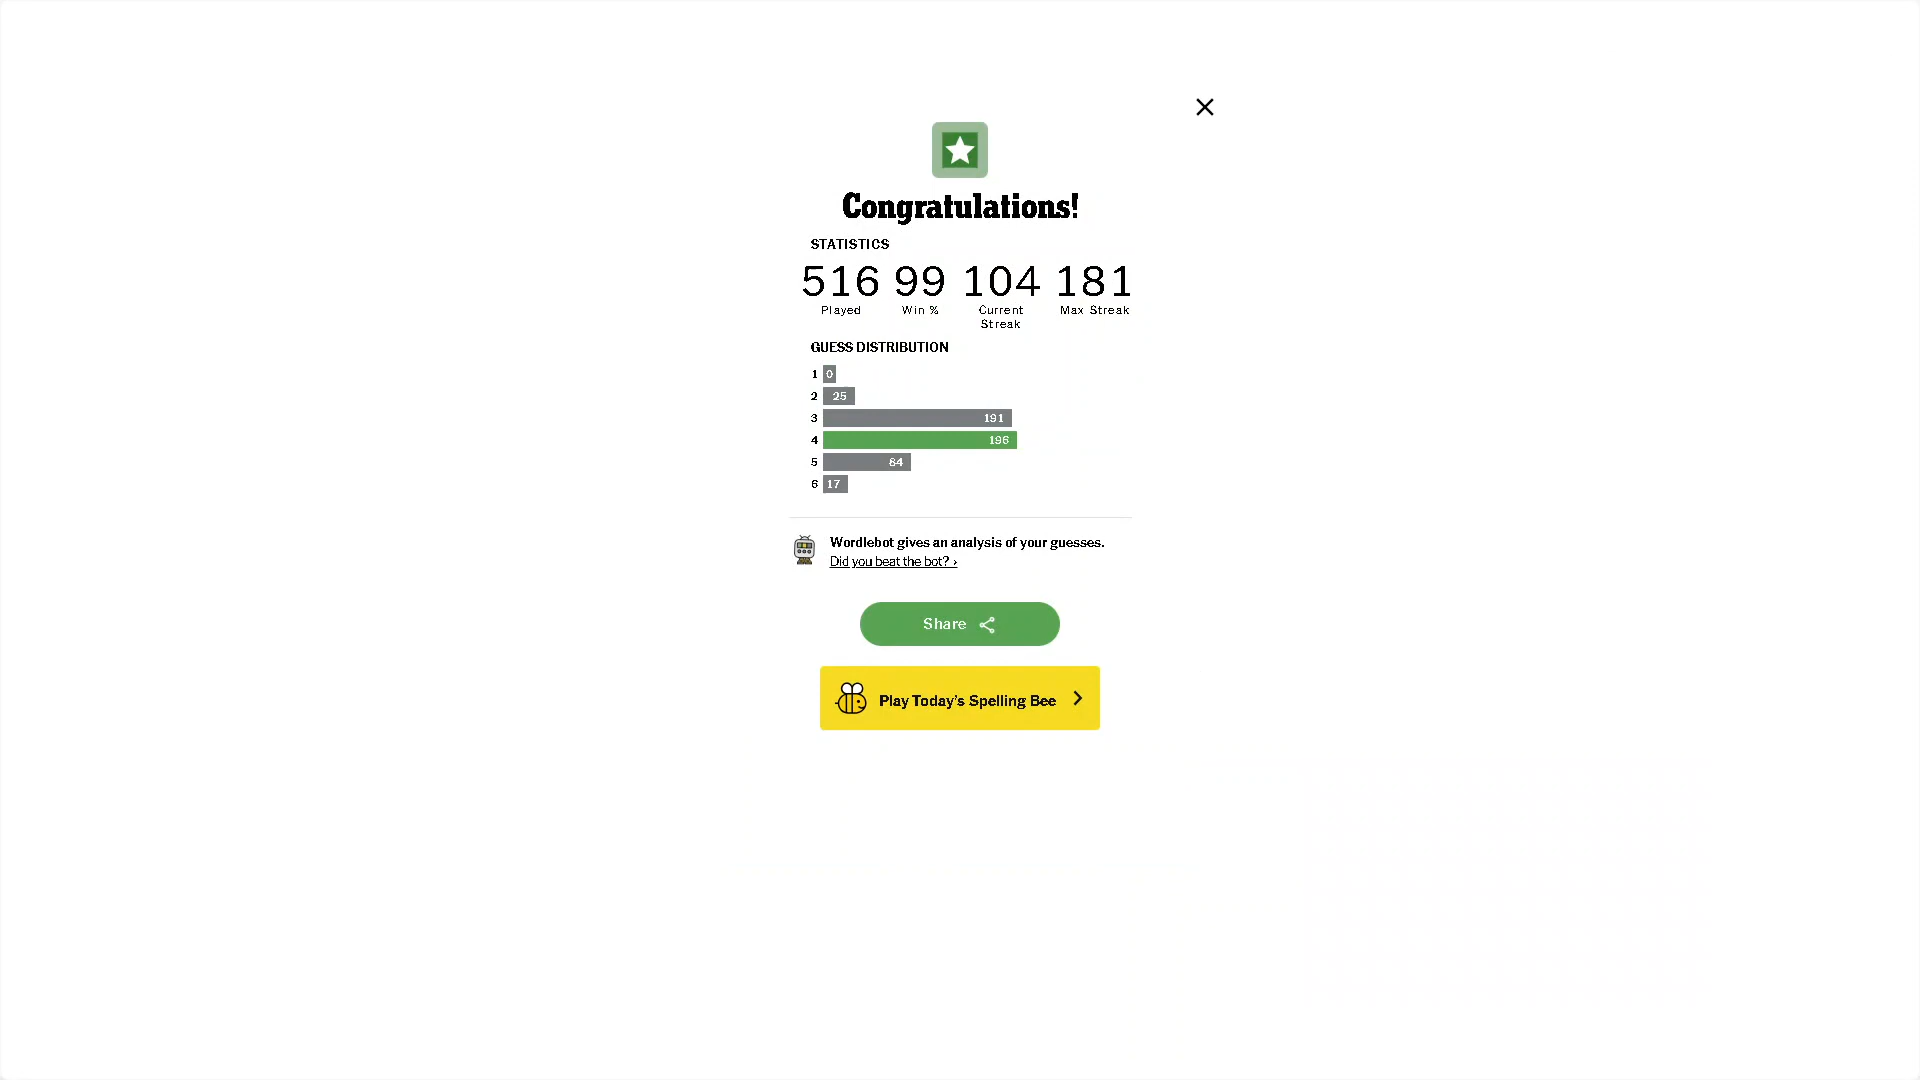 Congratulations!
STATISTICS
516 99 104 181
Played Win % Current Streak Max Streak
GUESS DISTRIBUTION
1 0
2 25
3 191
4 196
5 84
6 17
Wordlebot gives an analysis of your guesses.
Did you beat the bot? ›
Share
Play Today’s Spelling Bee